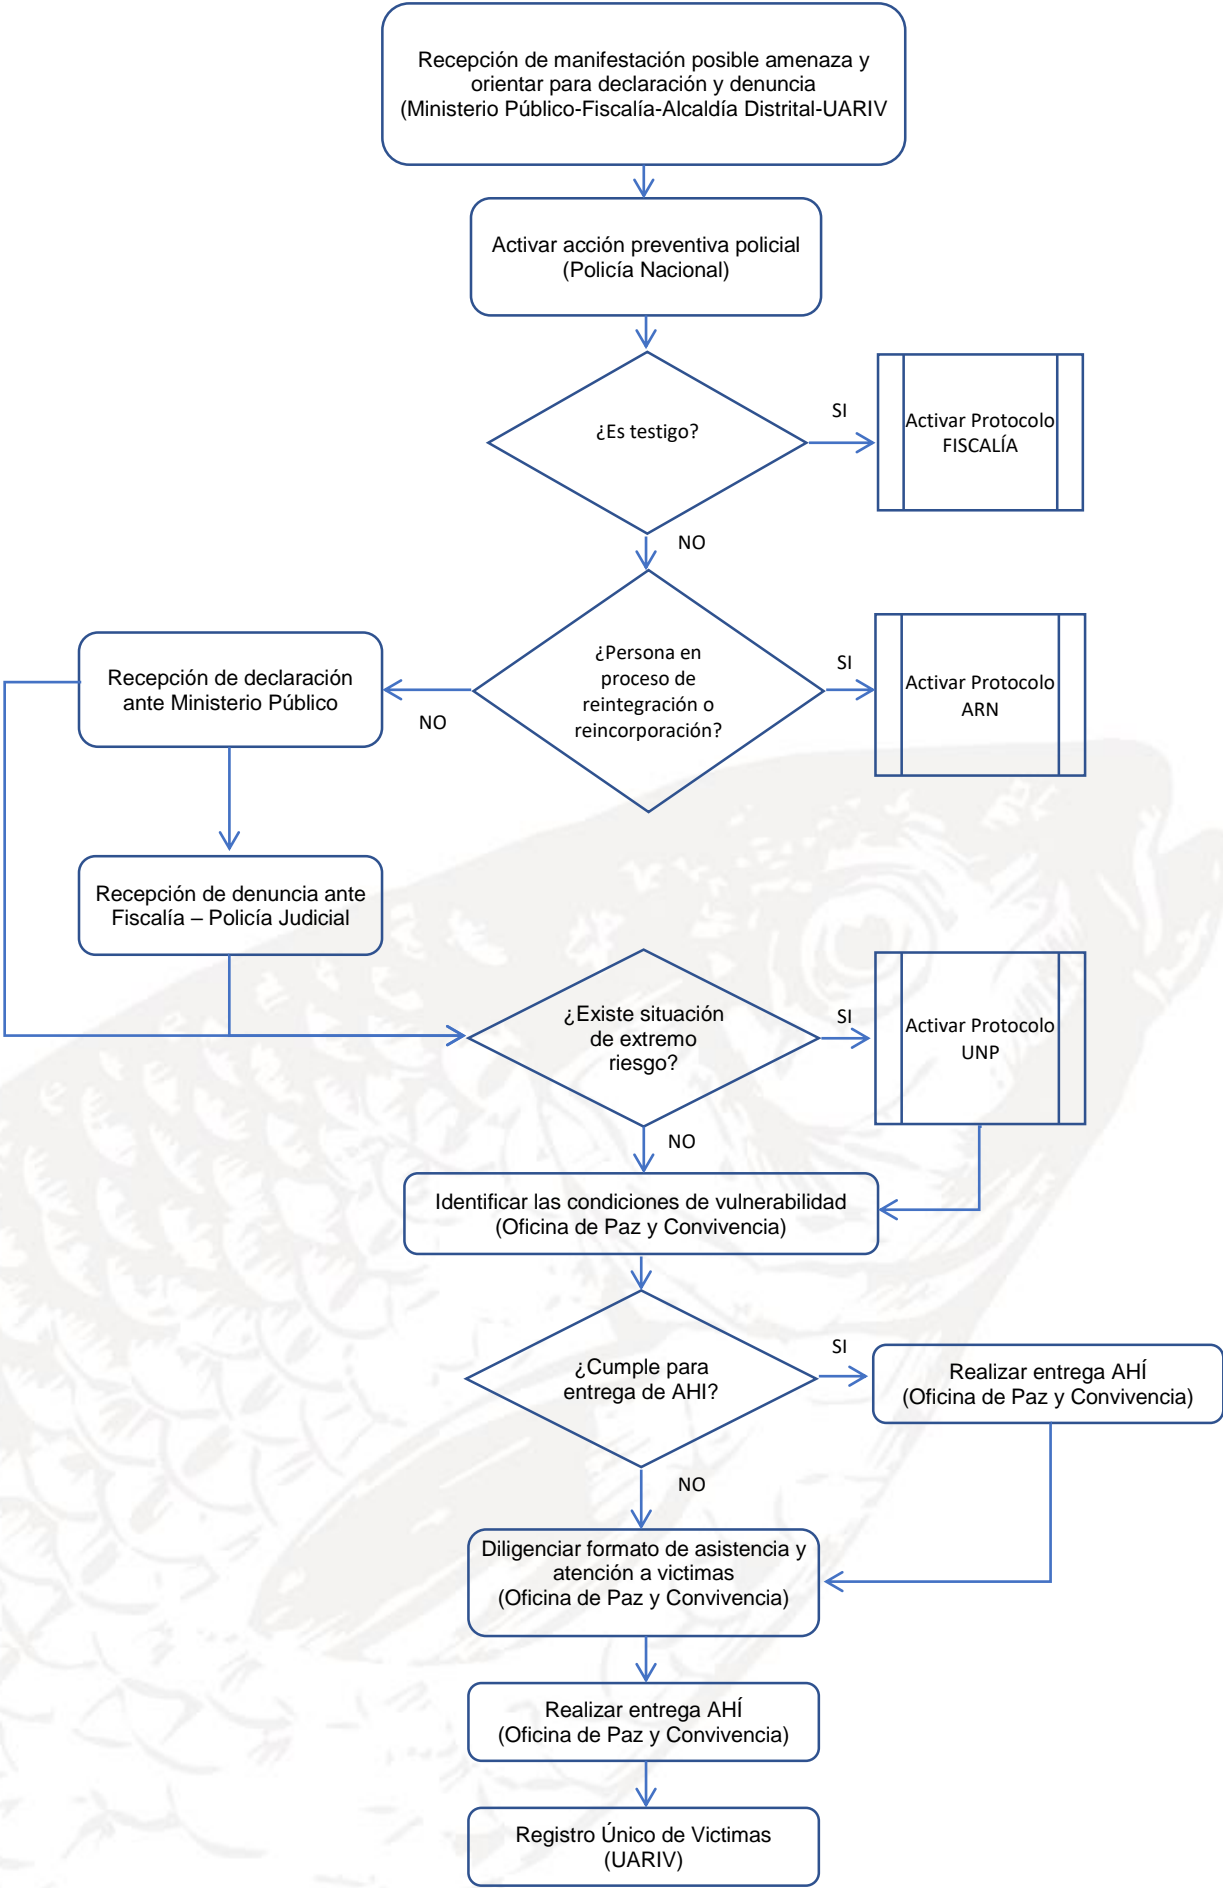 Recepción de manifestación posible amenaza y
orientar para declaración y denuncia
(Ministerio Público-Fiscalía-Alcaldía Distrital-UARIV
Activar acción preventiva policial
(Policía Nacional)
¿Es testigo?
SI
Activar Protocolo
FISCALÍA
NO
¿Persona en
proceso de
reintegración o
reincorporación?
SI
Activar Protocolo
ARN
NO
Recepción de declaración
ante Ministerio Público
Recepción de denuncia ante
Fiscalía – Policía Judicial
¿Existe situación
de extremo
riesgo?
SI
Activar Protocolo
UNP
NO
Identificar las condiciones de vulnerabilidad
(Oficina de Paz y Convivencia)
¿Cumple para
entrega de AHI?
SI
Realizar entrega AHÍ
(Oficina de Paz y Convivencia)
NO
Diligenciar formato de asistencia y
atención a victimas
(Oficina de Paz y Convivencia)
Realizar entrega AHÍ
(Oficina de Paz y Convivencia)
Registro Único de Victimas
(UARIV)